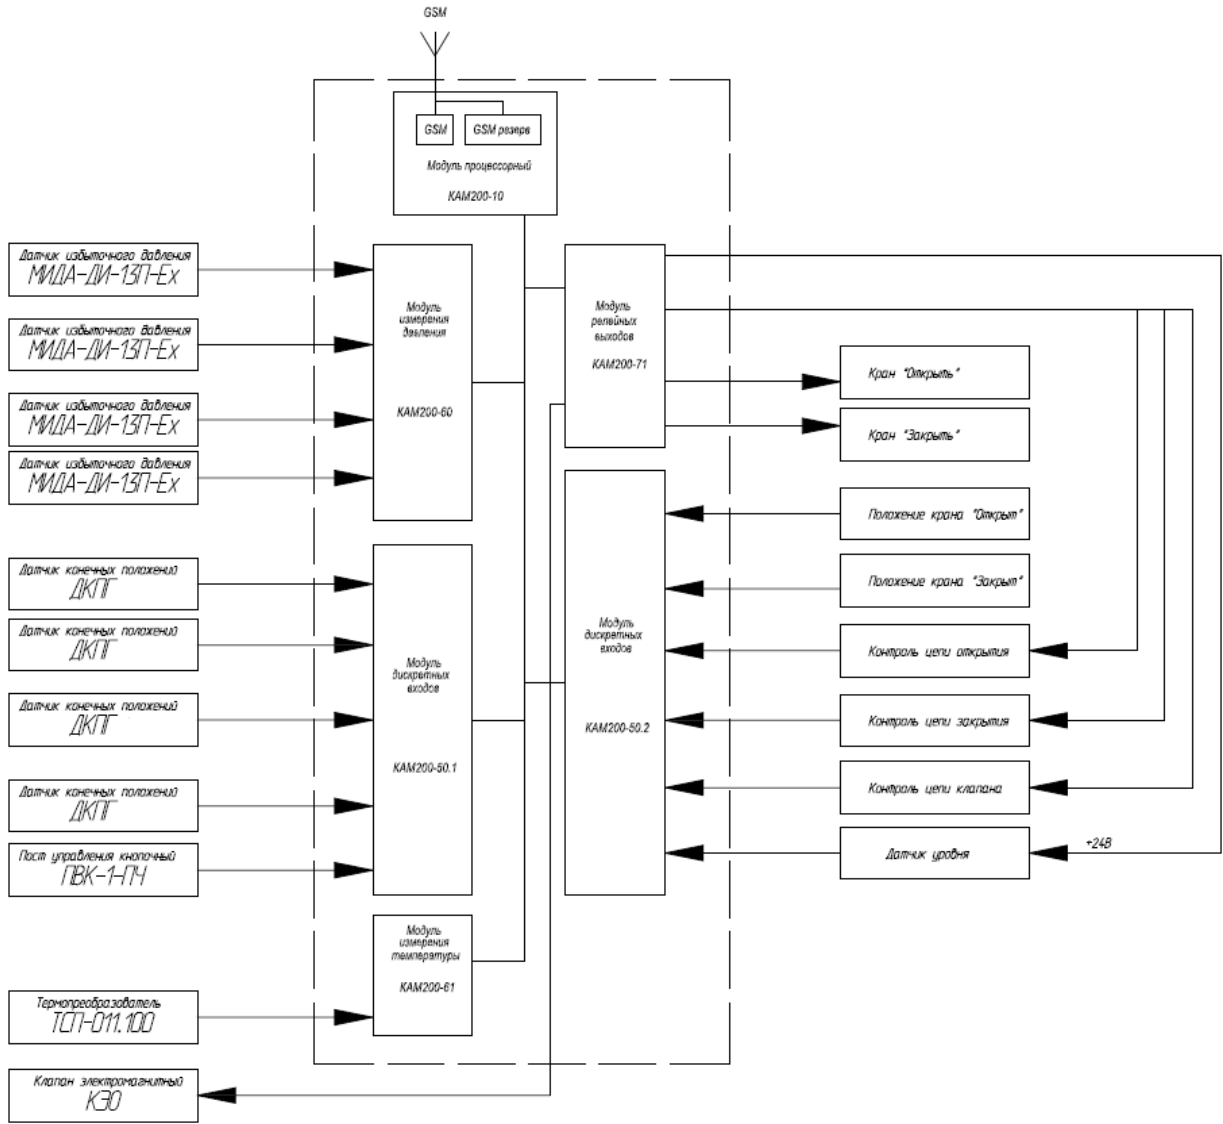 GSM
GSM
GSM резерв
Модуль процессорный
КАМ200-10
Датчик избыточного давления
МИДА-ДИ-13П-Ех
Датчик избыточного давления
МИДА-ДИ-13П-Ех
Датчик избыточного давления
МИДА-ДИ-13П-Ех
Датчик избыточного давления
МИДА-ДИ-13П-Ех
Модуль
измерения
давления
КАМ200-60
Модуль
релейных
выходов
КАМ200-71
Кран "Открыть"
Кран "Закрыть"
Датчик конечных положений
ДКПГ
Датчик конечных положений
ДКПГ
Датчик конечных положений
ДКПГ
Датчик конечных положений
ДКПГ
Пост управления кнопочный
ПВК-1-ПЧ
Модуль
дискретных
входов
КАМ200-50.1
Модуль
дискретных
входов
КАМ200-50.2
Положение крана "Открыт"
Положение крана "Закрыт"
Контроль цепи открытия
Контроль цепи закрытия
Контроль цепи клапана
Датчик уровня
+24В
Модуль
измерения
температуры
КАМ200-61
Термопреобразователь
ТСП-011.100
Клапан электромагнитный
КЭО